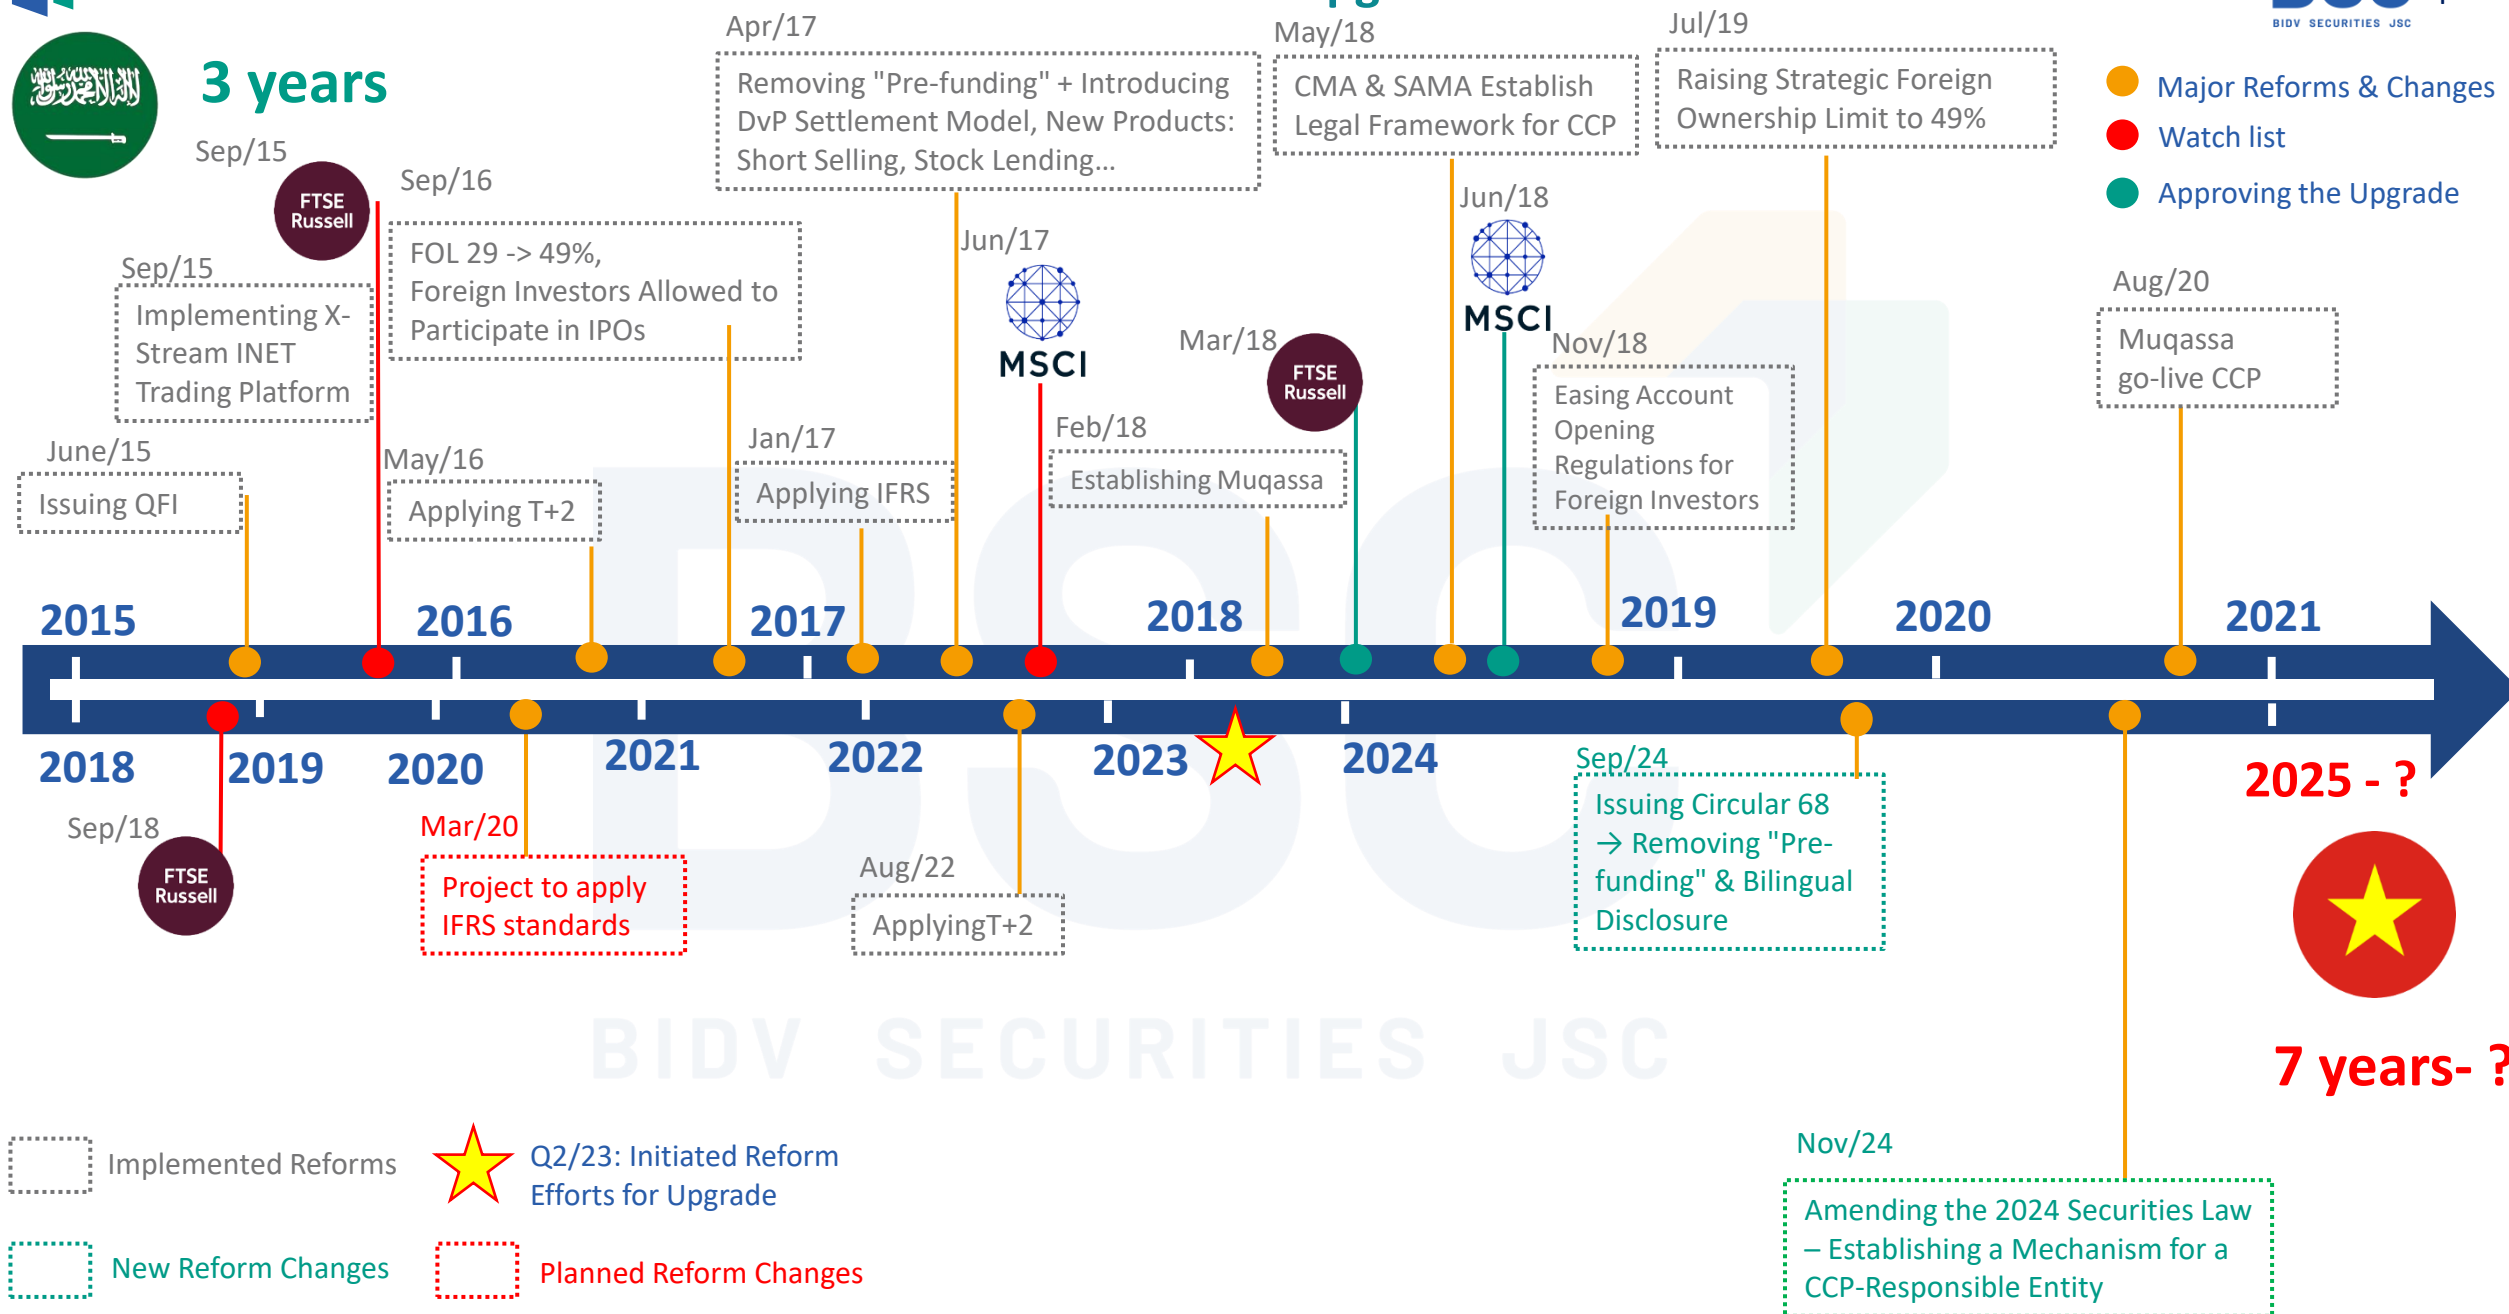 BIDV SECURITIES JSC
3 years
Major Reforms & Changes
Watch list
Approving the Upgrade
Sep/15
FTSE
Russell
Sep/16
FOL 29 -> 49%,
Foreign Investors Allowed to
Participate in IPOs
Apr/17
Removing "Pre-funding" + Introducing
DvP Settlement Model, New Products:
Short Selling, Stock Lending...
May/18
CMA & SAMA Establish
Legal Framework for CCP
Jul/19
Raising Strategic Foreign
Ownership Limit to 49%
Sep/15
Implementing X-
Stream INET
Trading Platform
Jun/17
MSCI
Mar/18
FTSE
Russell
Jun/18
MSCI
Nov/18
Easing Account
Opening
Regulations for
Foreign Investors
Aug/20
Muqassa
go-live CCP
June/15
Issuing QFI
May/16
Applying T+2
Jan/17
Applying IFRS
Feb/18
Establishing Muqassa
2015
2016
2017
2018
2019
2020
2021
2018
2019
2020
2021
2022
2023
2024
2025 - ?
Sep/18
FTSE
Russell
Mar/20
Project to apply
IFRS standards
Aug/22
ApplyingT+2
Sep/24
Issuing Circular 68
→ Removing "Pre-
funding" & Bilingual
Disclosure
7 years- ?
Nov/24
Amending the 2024 Securities Law
– Establishing a Mechanism for a
CCP-Responsible Entity
BSC
BIDV SECURITIES JSC
Implemented Reforms
Q2/23: Initiated Reform
Efforts for Upgrade
New Reform Changes
Planned Reform Changes